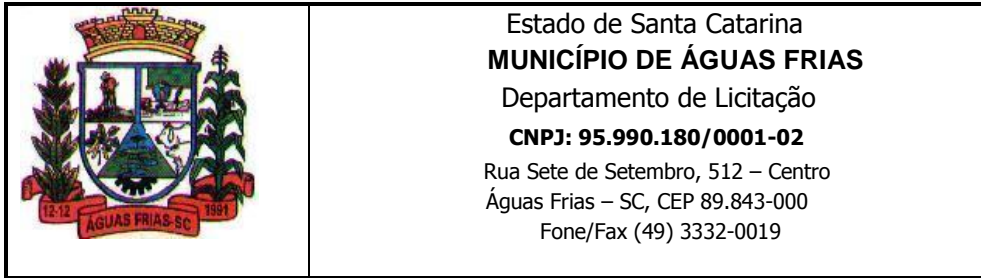 Estado de Santa Catarina
MUNICÍPIO DE ÁGUAS FRIAS
Departamento de Licitação
CNPJ: 95.990.180/0001-02
Rua Sete de Setembro, 512 – Centro
Águas Frias – SC, CEP 89.843-000
Fone/Fax (49) 3332-0019
12-12
ÁGUAS FRIAS-SC
1991